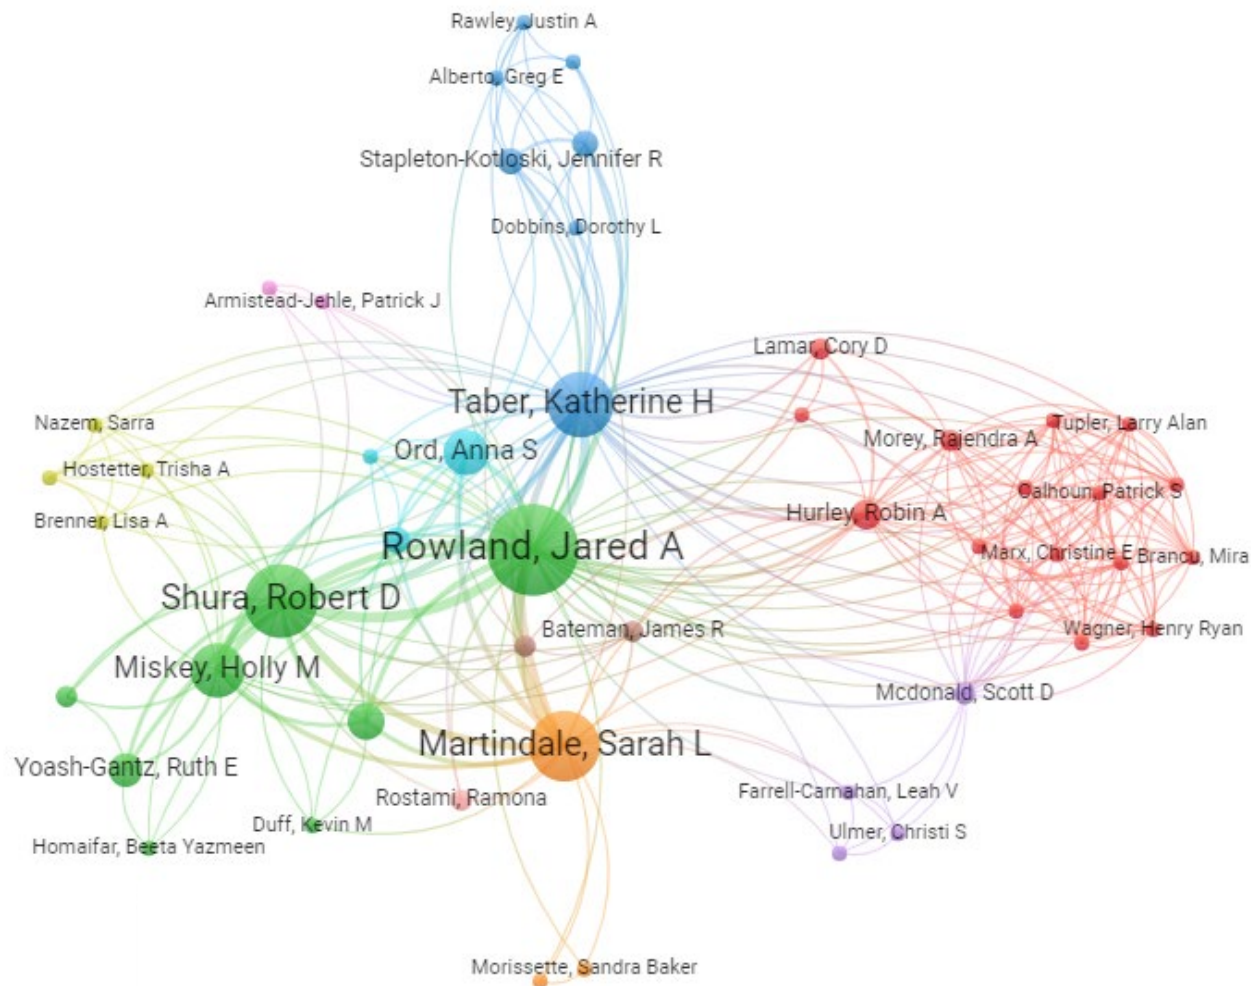 Rawley, Justin A
Alberto, Greg E
Stapleton-Kotloski, Jennifer R
Dobbins, Dorothy L
Armistead-Jehle, Patrick J
Lamar, Cory D
Taber, Katherine H
Nazem, Sarra
Tupler, Larry Alan
Morey, Rajendra A
Ord, Anna S
Hostetter, Trisha A
Calhoun, Patrick S
Hurley, Robin A
Brenner, Lisa A
Rowland, Jared A
Marx, Christine E
Brancu, Mira
Shura, Robert D
Bateman, James R
Wagner, Henry Ryan
Miskey, Holly M
Mcdonald, Scott D
Martindale, Sarah L
Yoash-Gantz, Ruth E
Farrell-Carnahan, Leah V
Rostami, Ramona
Duff, Kevin M
Ulmer, Christi S
Homaifar, Beeta Yazmeen
Morissette, Sandra Baker